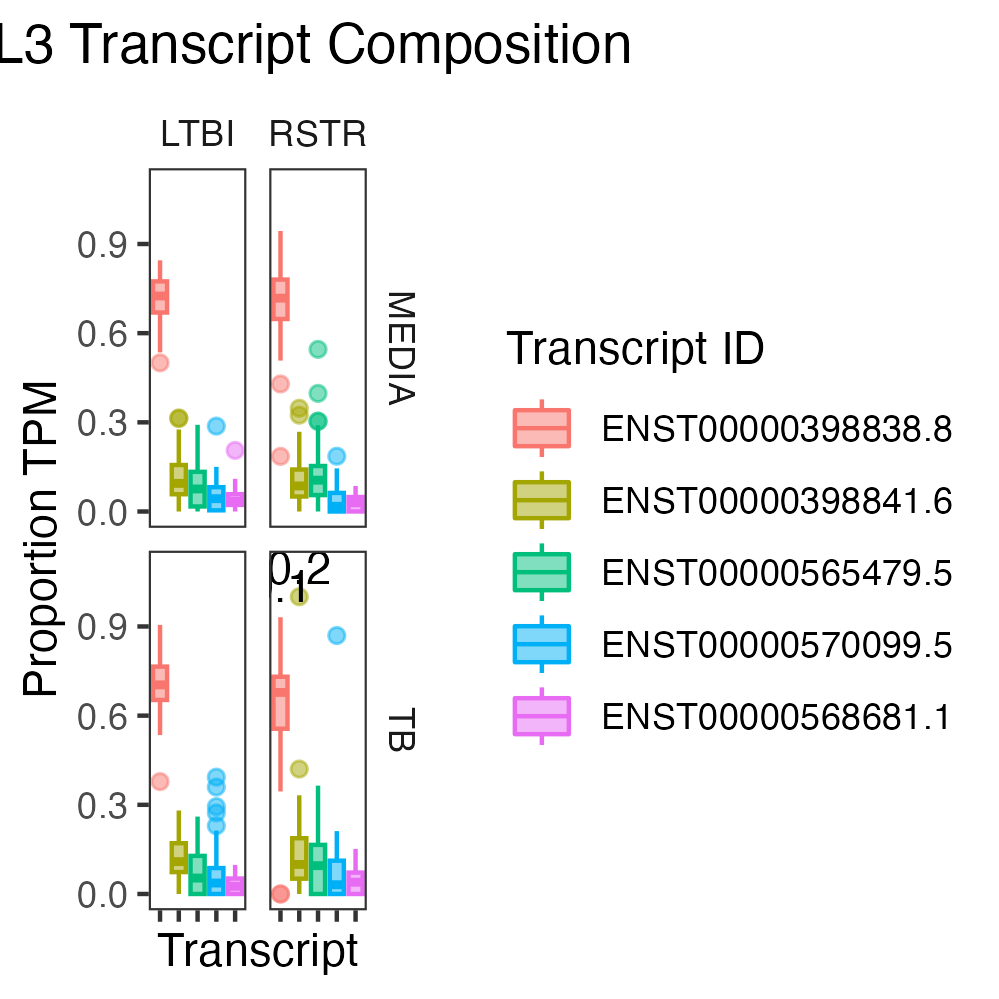 L3 Transcript Composition
LTBI RSTR
MEDIA
0.9
0.6
0.3
0.0
TB
0.2
.1
0.9
0.6
0.3
0.0
Proportion TPM
Transcript
Transcript ID
ENST00000398838.8
ENST00000398841.6
ENST00000565479.5
ENST00000570099.5
ENST00000568681.1